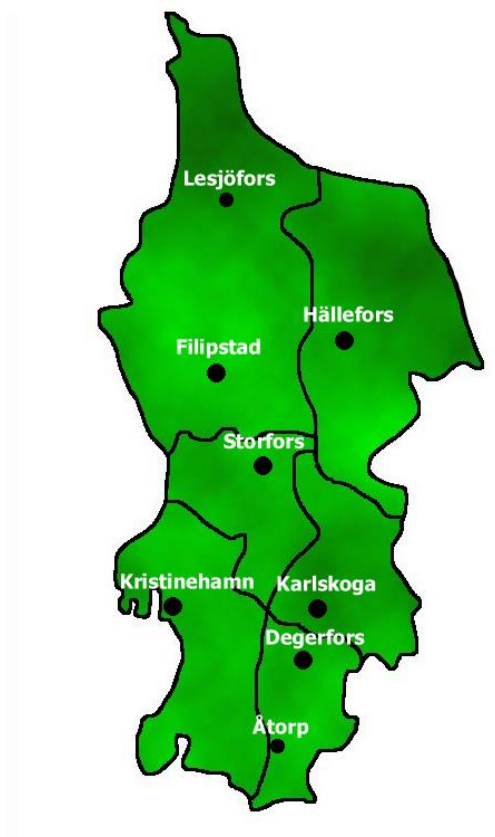 Lesjöfors
Hällefors
Filipstad
Storfors
Kristinehamn
Karlskoga
Degerfors
Åtorp